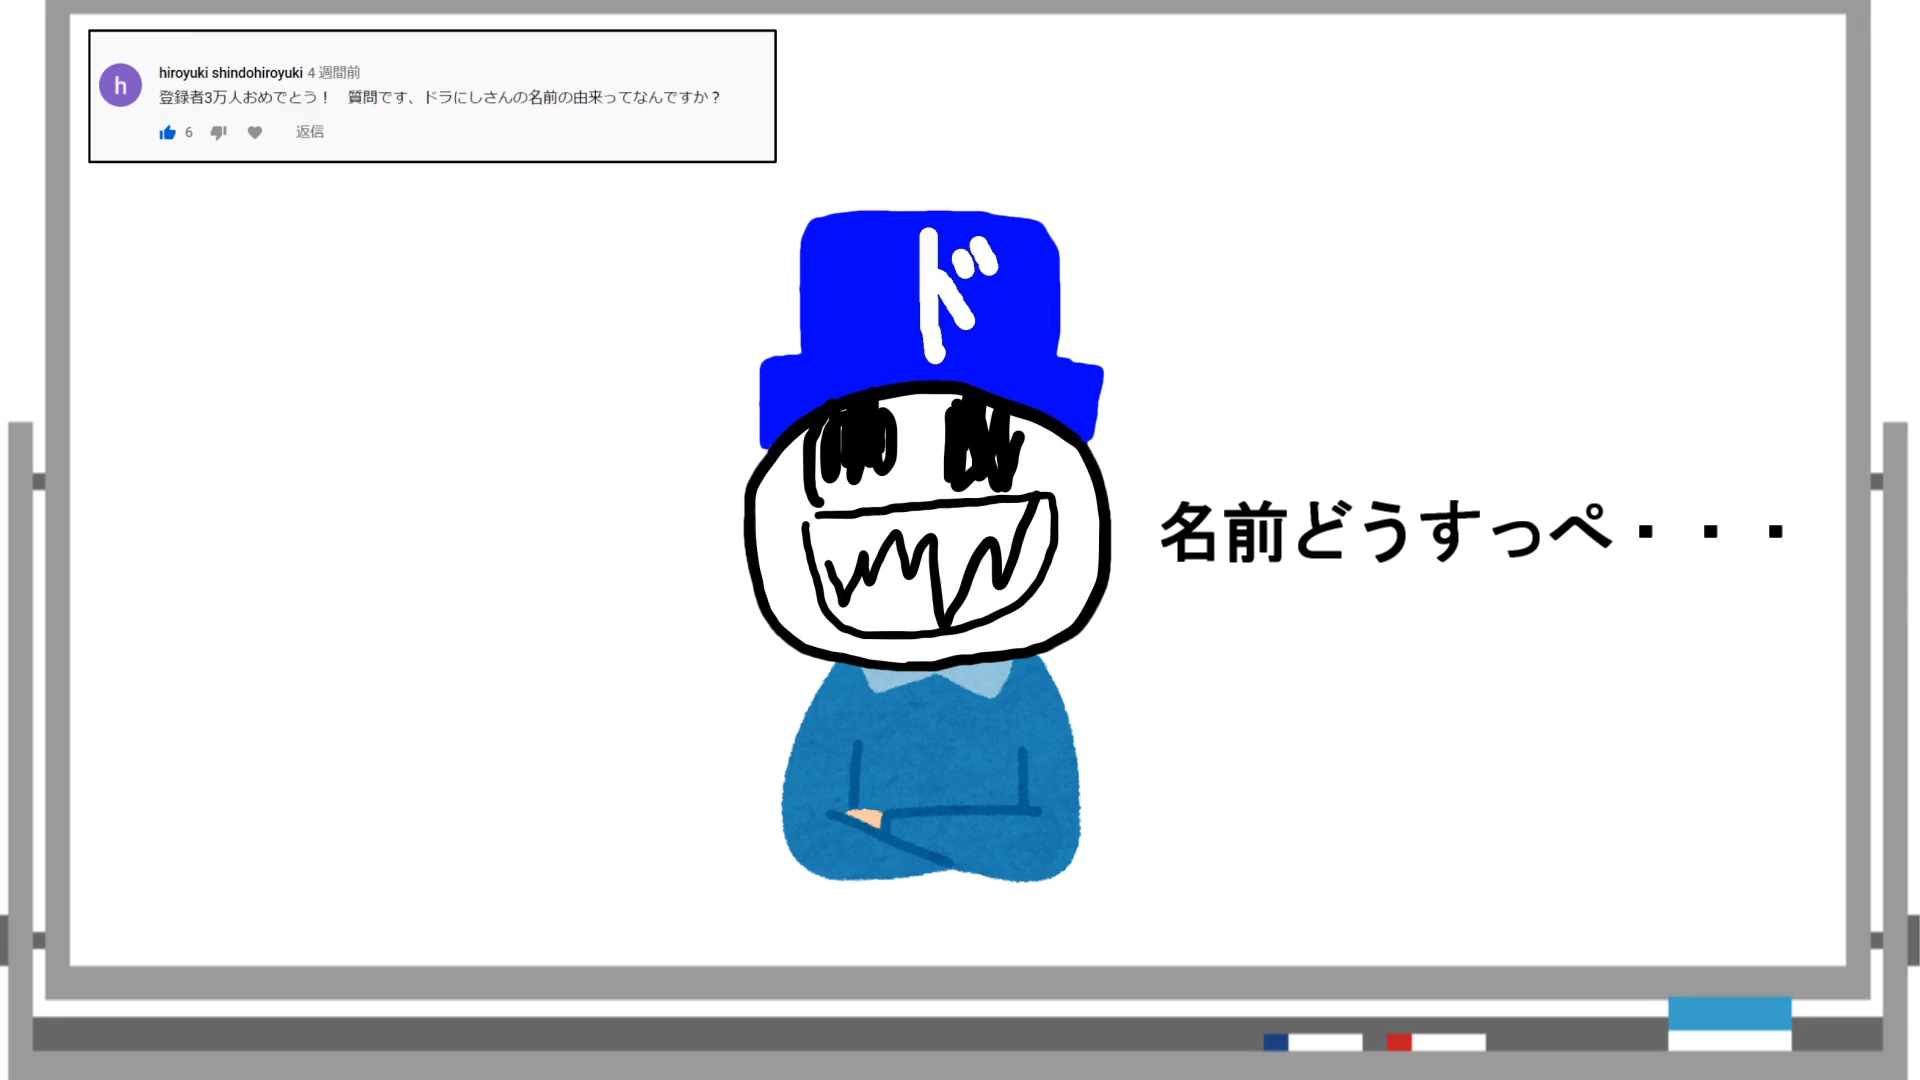 h
hiroyuki shindohiroyuki 4 週間前
登録者3万人おめでとう！　質問です、ドラにしさんの名前の由来ってなんですか？
6 返信
ド
名前どうすっぺ・・・